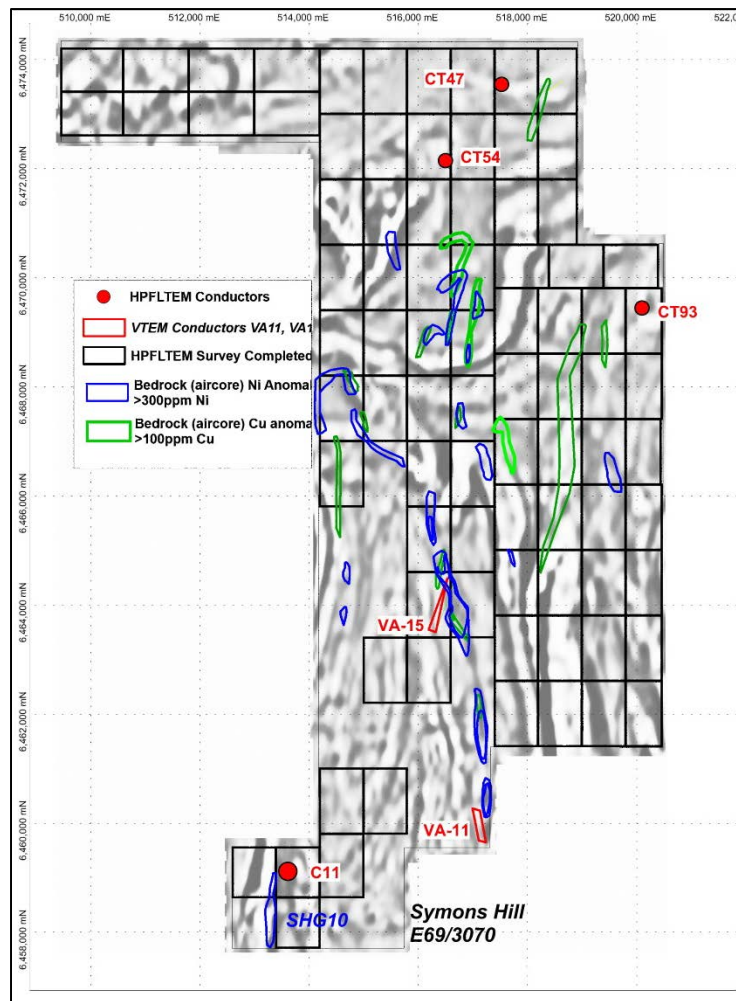 510,000 mE
512,000 mE
514,000 mE
516,000 mE
518,000 mE
520,000 mE
522,0
6,474,000 mN
CT47
CT54
6,472,000 mN
6,470,000 mN
HPFLTEM Conductors
CT93
VTEM Conductors VA11, VA1
HPFLTEM Survey Completed
6,468,000 mN
Bedrock (aircore) Ni Anoma
>300ppm Ni
Bedrock (aircore) Cu anoma
>100ppm Cu
6,466,000 mN
6,464,000 mN
VA-15
6,462,000 mN
6,460,000 mN
VA-11
C11
SHG10
Symons Hill
E69/3070
6,458,000 mN